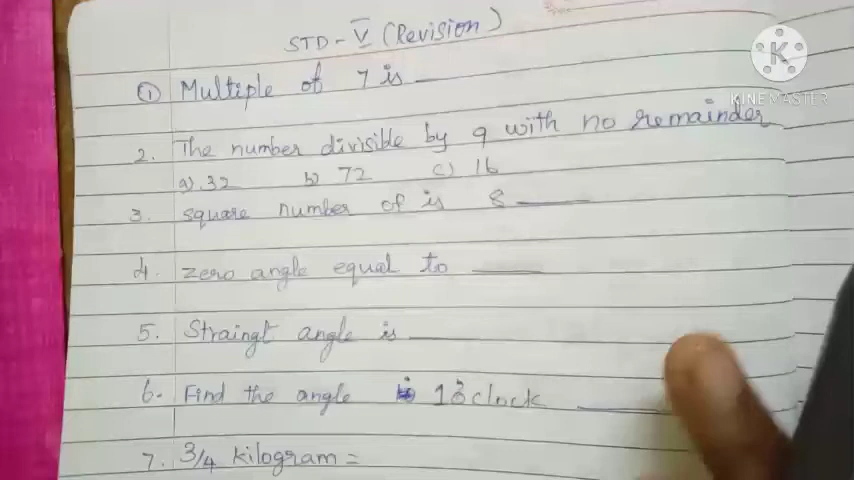 STD - V (Revision)
① Multiple of 7 is
2. The number divisible by 9 with no remainder
a) 32 b) 72 c) 16
3. square number of is 8
4. zero angle equal to
5. Straingt angle is
6. Find the angle is 1o'clock
7. 3/4 kilogram =
KINEMASTER